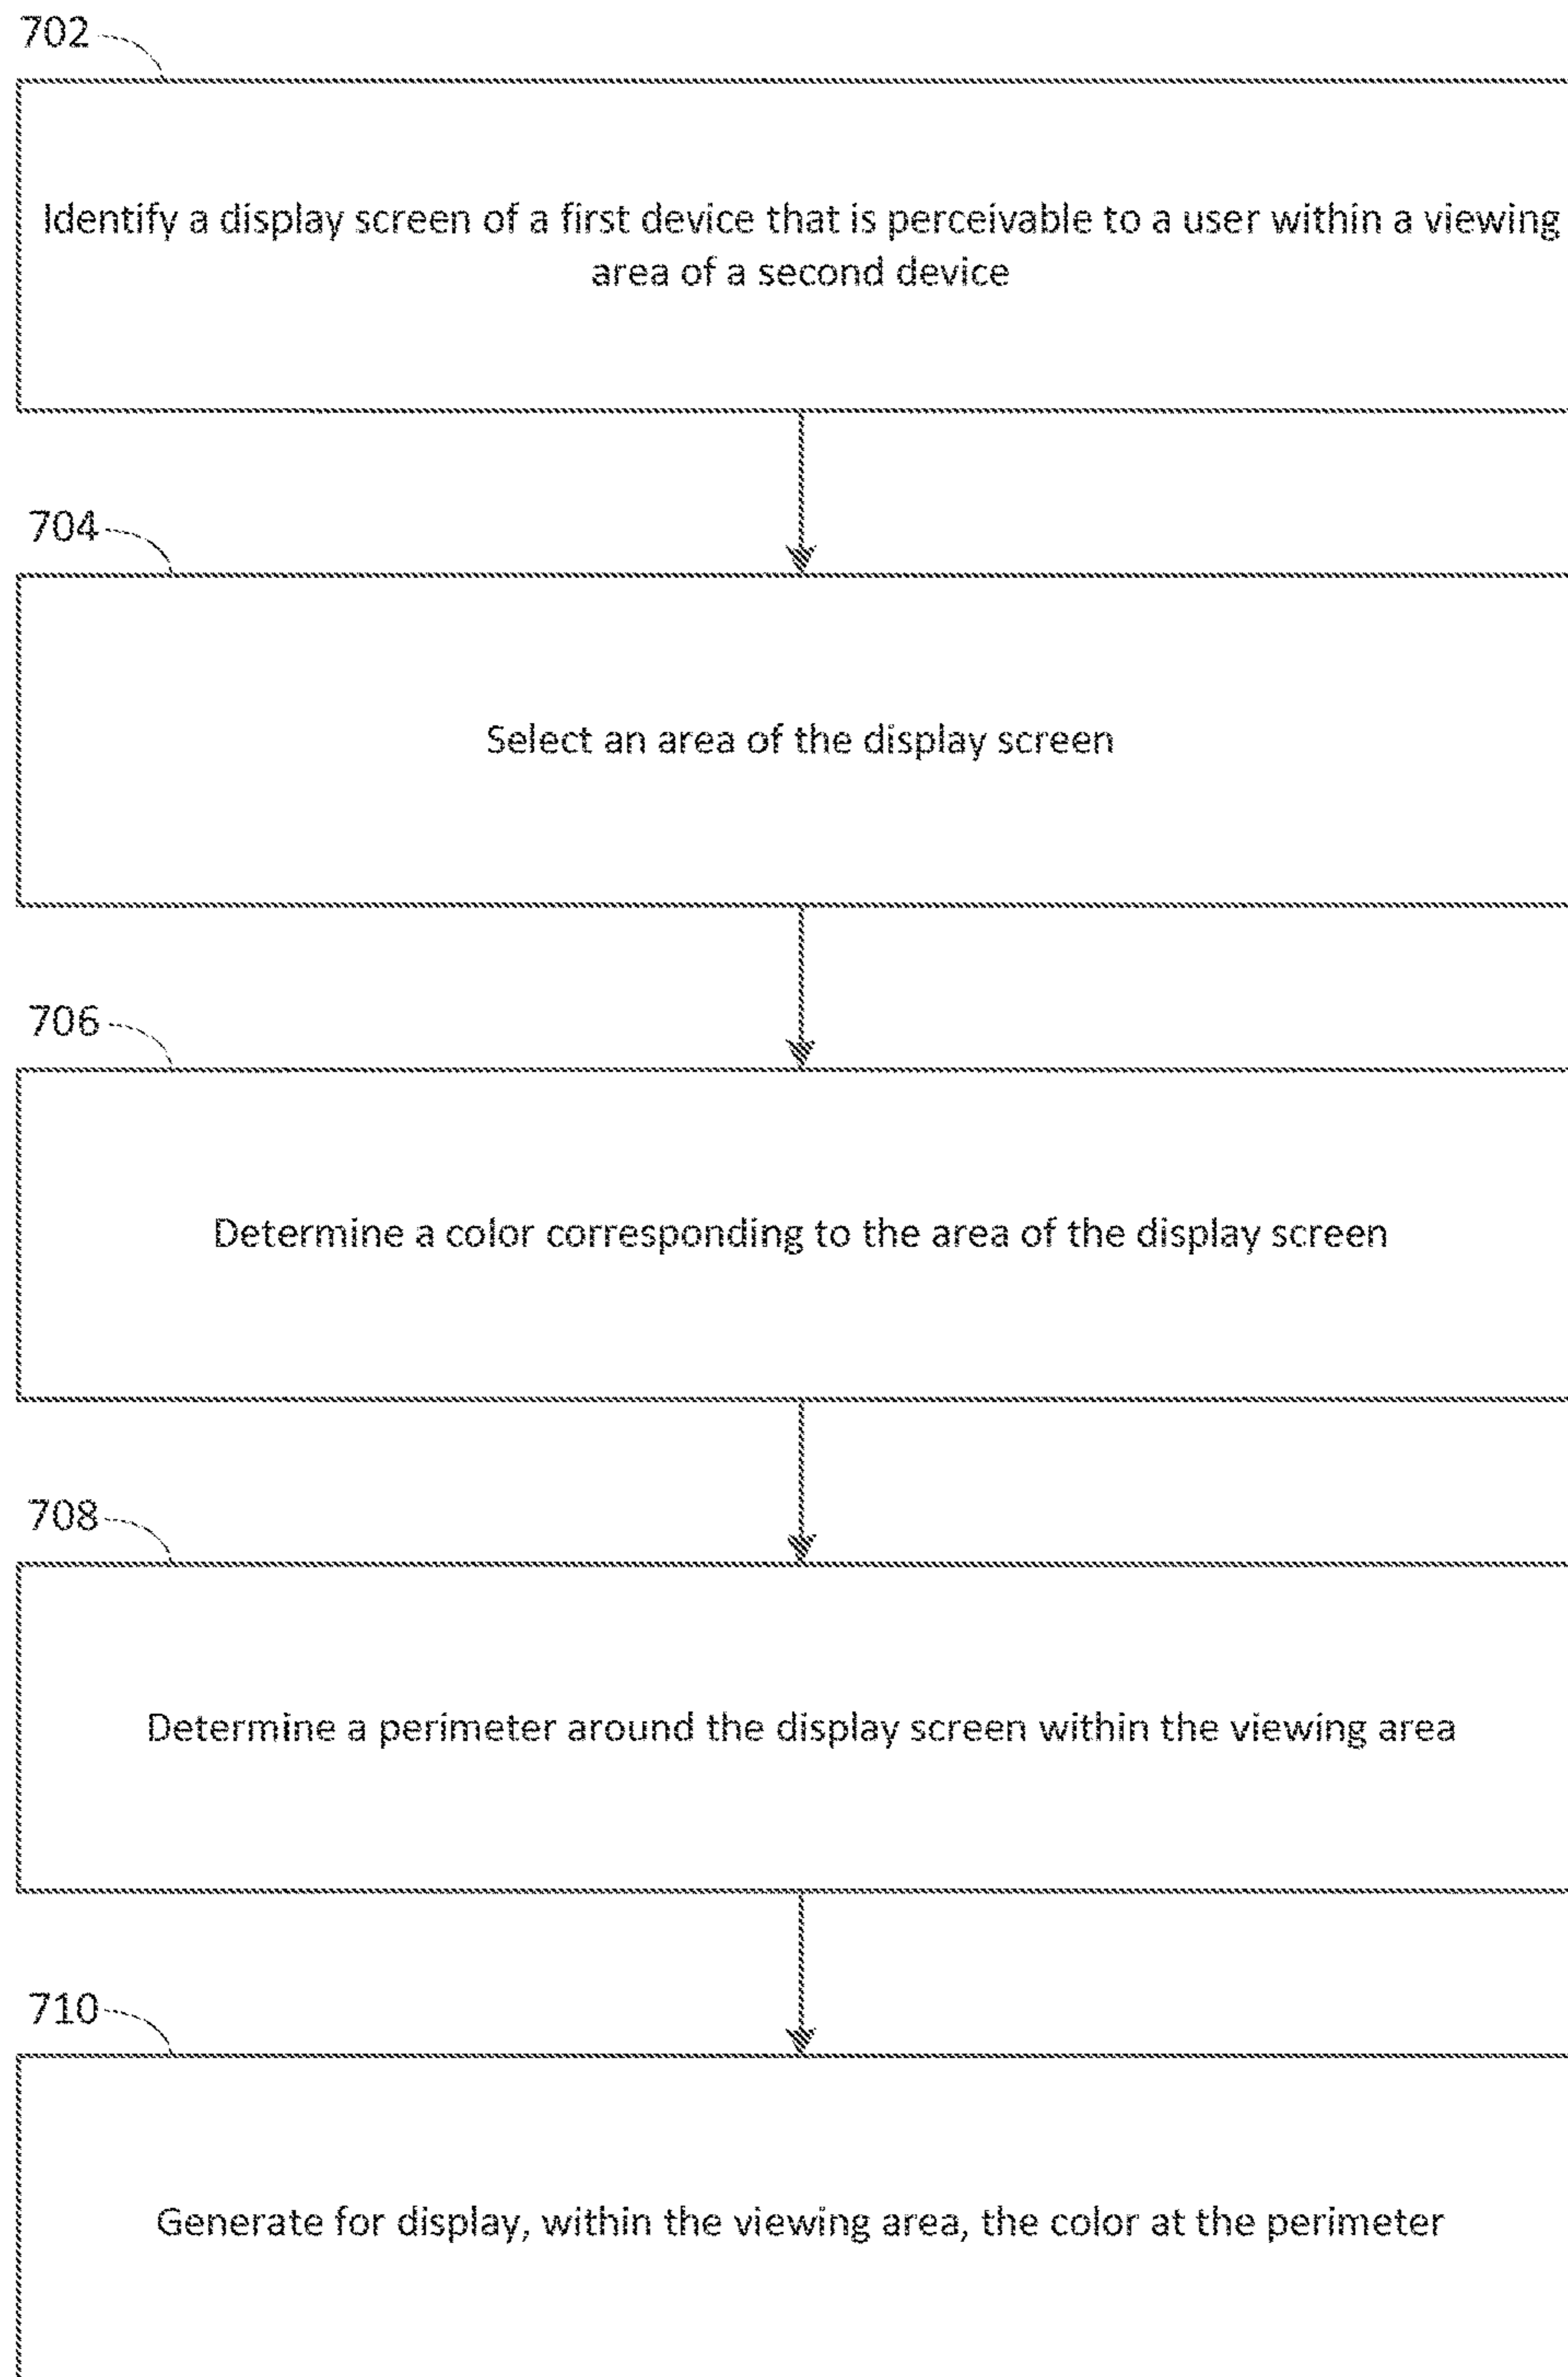 702
Identify a display screen of a first device that is perceivable to a user within a viewing
area of a second device
704
Select an area of the display screen
706
Determine a color corresponding to the area of the display screen
708
Determine a perimeter around the display screen within the viewing area
710
Generate for display, within the viewing area, the color at the perimeter